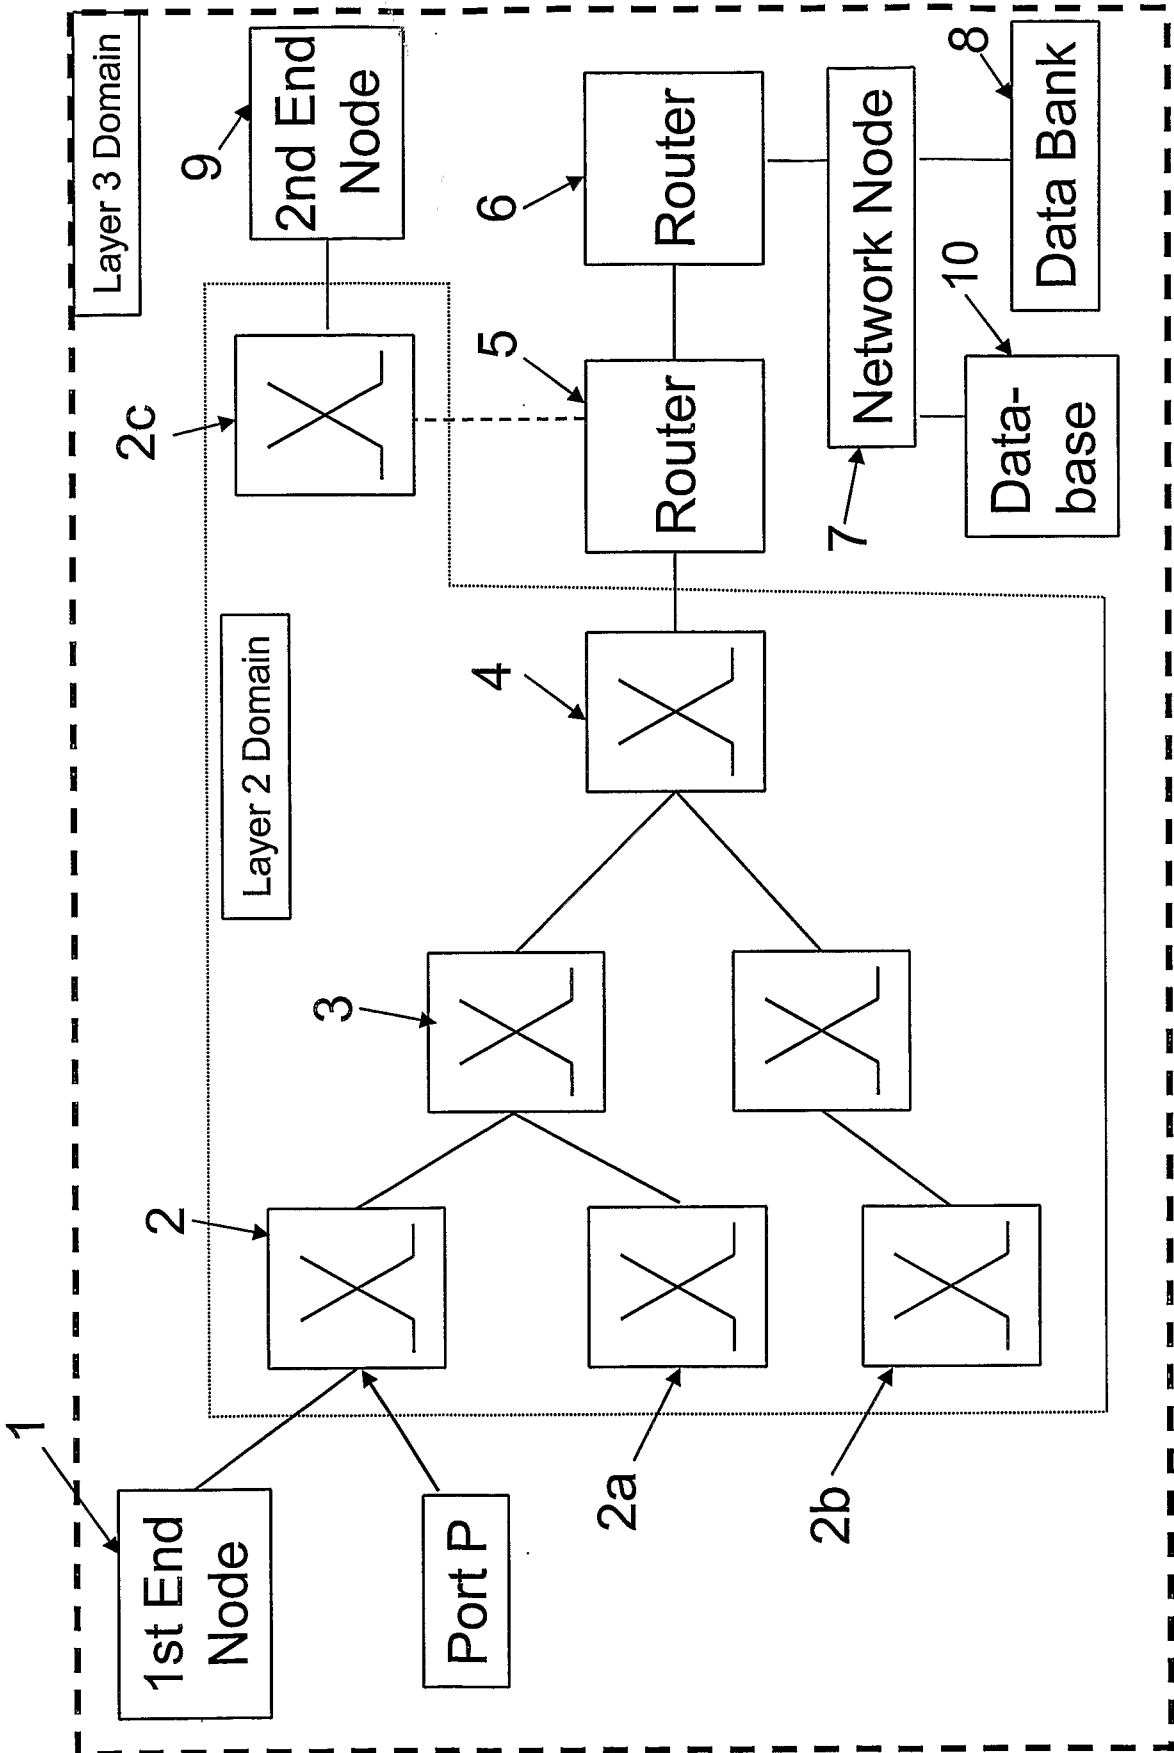 Layer 3 Domain
1
1st End
Node
Port P
2
2a
2b
3
Layer 2 Domain
4
2c
5
Router
6
Router
9
2nd End
Node
7
Network Node
10
Data-
base
8
Data Bank